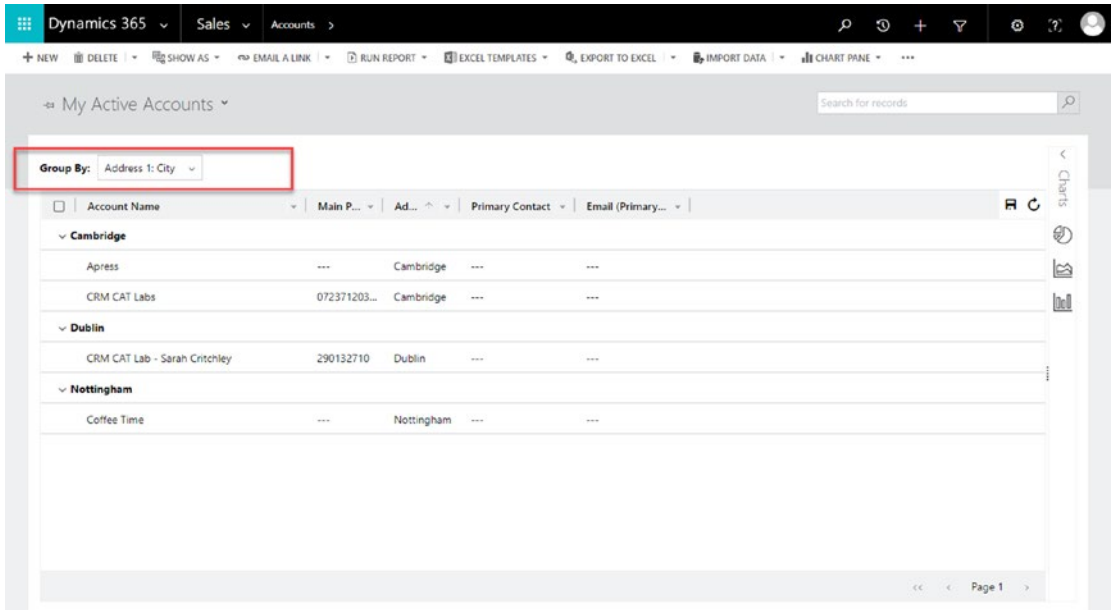 Dynamics 365 Sales Accounts >
+ NEW DELETE SHOW AS EMAIL A LINK RUN REPORT EXCEL TEMPLATES EXPORT TO EXCEL IMPORT DATA CHART PANE ...
My Active Accounts Search for records
Group By: Address 1: City
Charts
Account Name Main P... Ad... Primary Contact Email (Primary...
Cambridge
Apress --- Cambridge --- ---
CRM CAT Labs 072371203... Cambridge --- ---
Dublin
CRM CAT Lab - Sarah Critchley 290132710 Dublin --- ---
Nottingham
Coffee Time --- Nottingham --- ---
Page 1